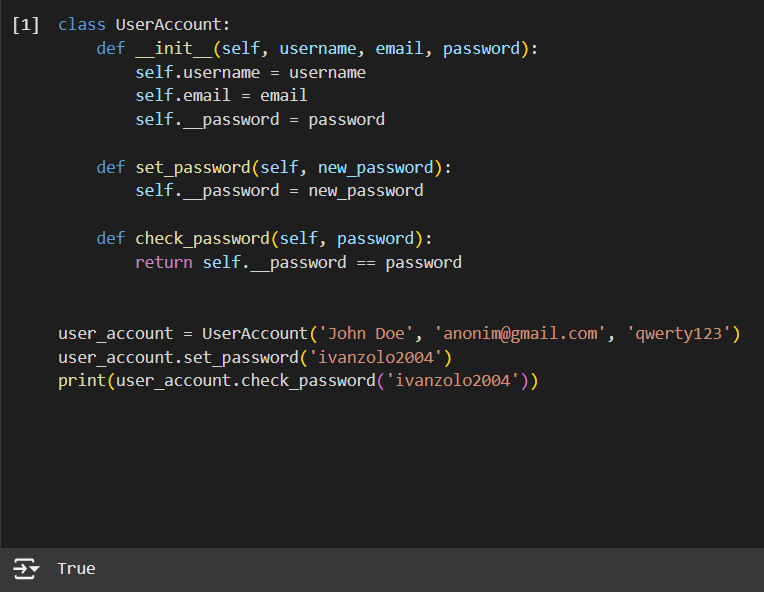 [1] class UserAccount:
    def __init__(self, username, email, password):
        self.username = username
        self.email = email
        self.__password = password

    def set_password(self, new_password):
        self.__password = new_password

    def check_password(self, password):
        return self.__password == password


user_account = UserAccount('John Doe', 'anonim@gmail.com', 'qwerty123')
user_account.set_password('ivanzolo2004')
print(user_account.check_password('ivanzolo2004'))
True